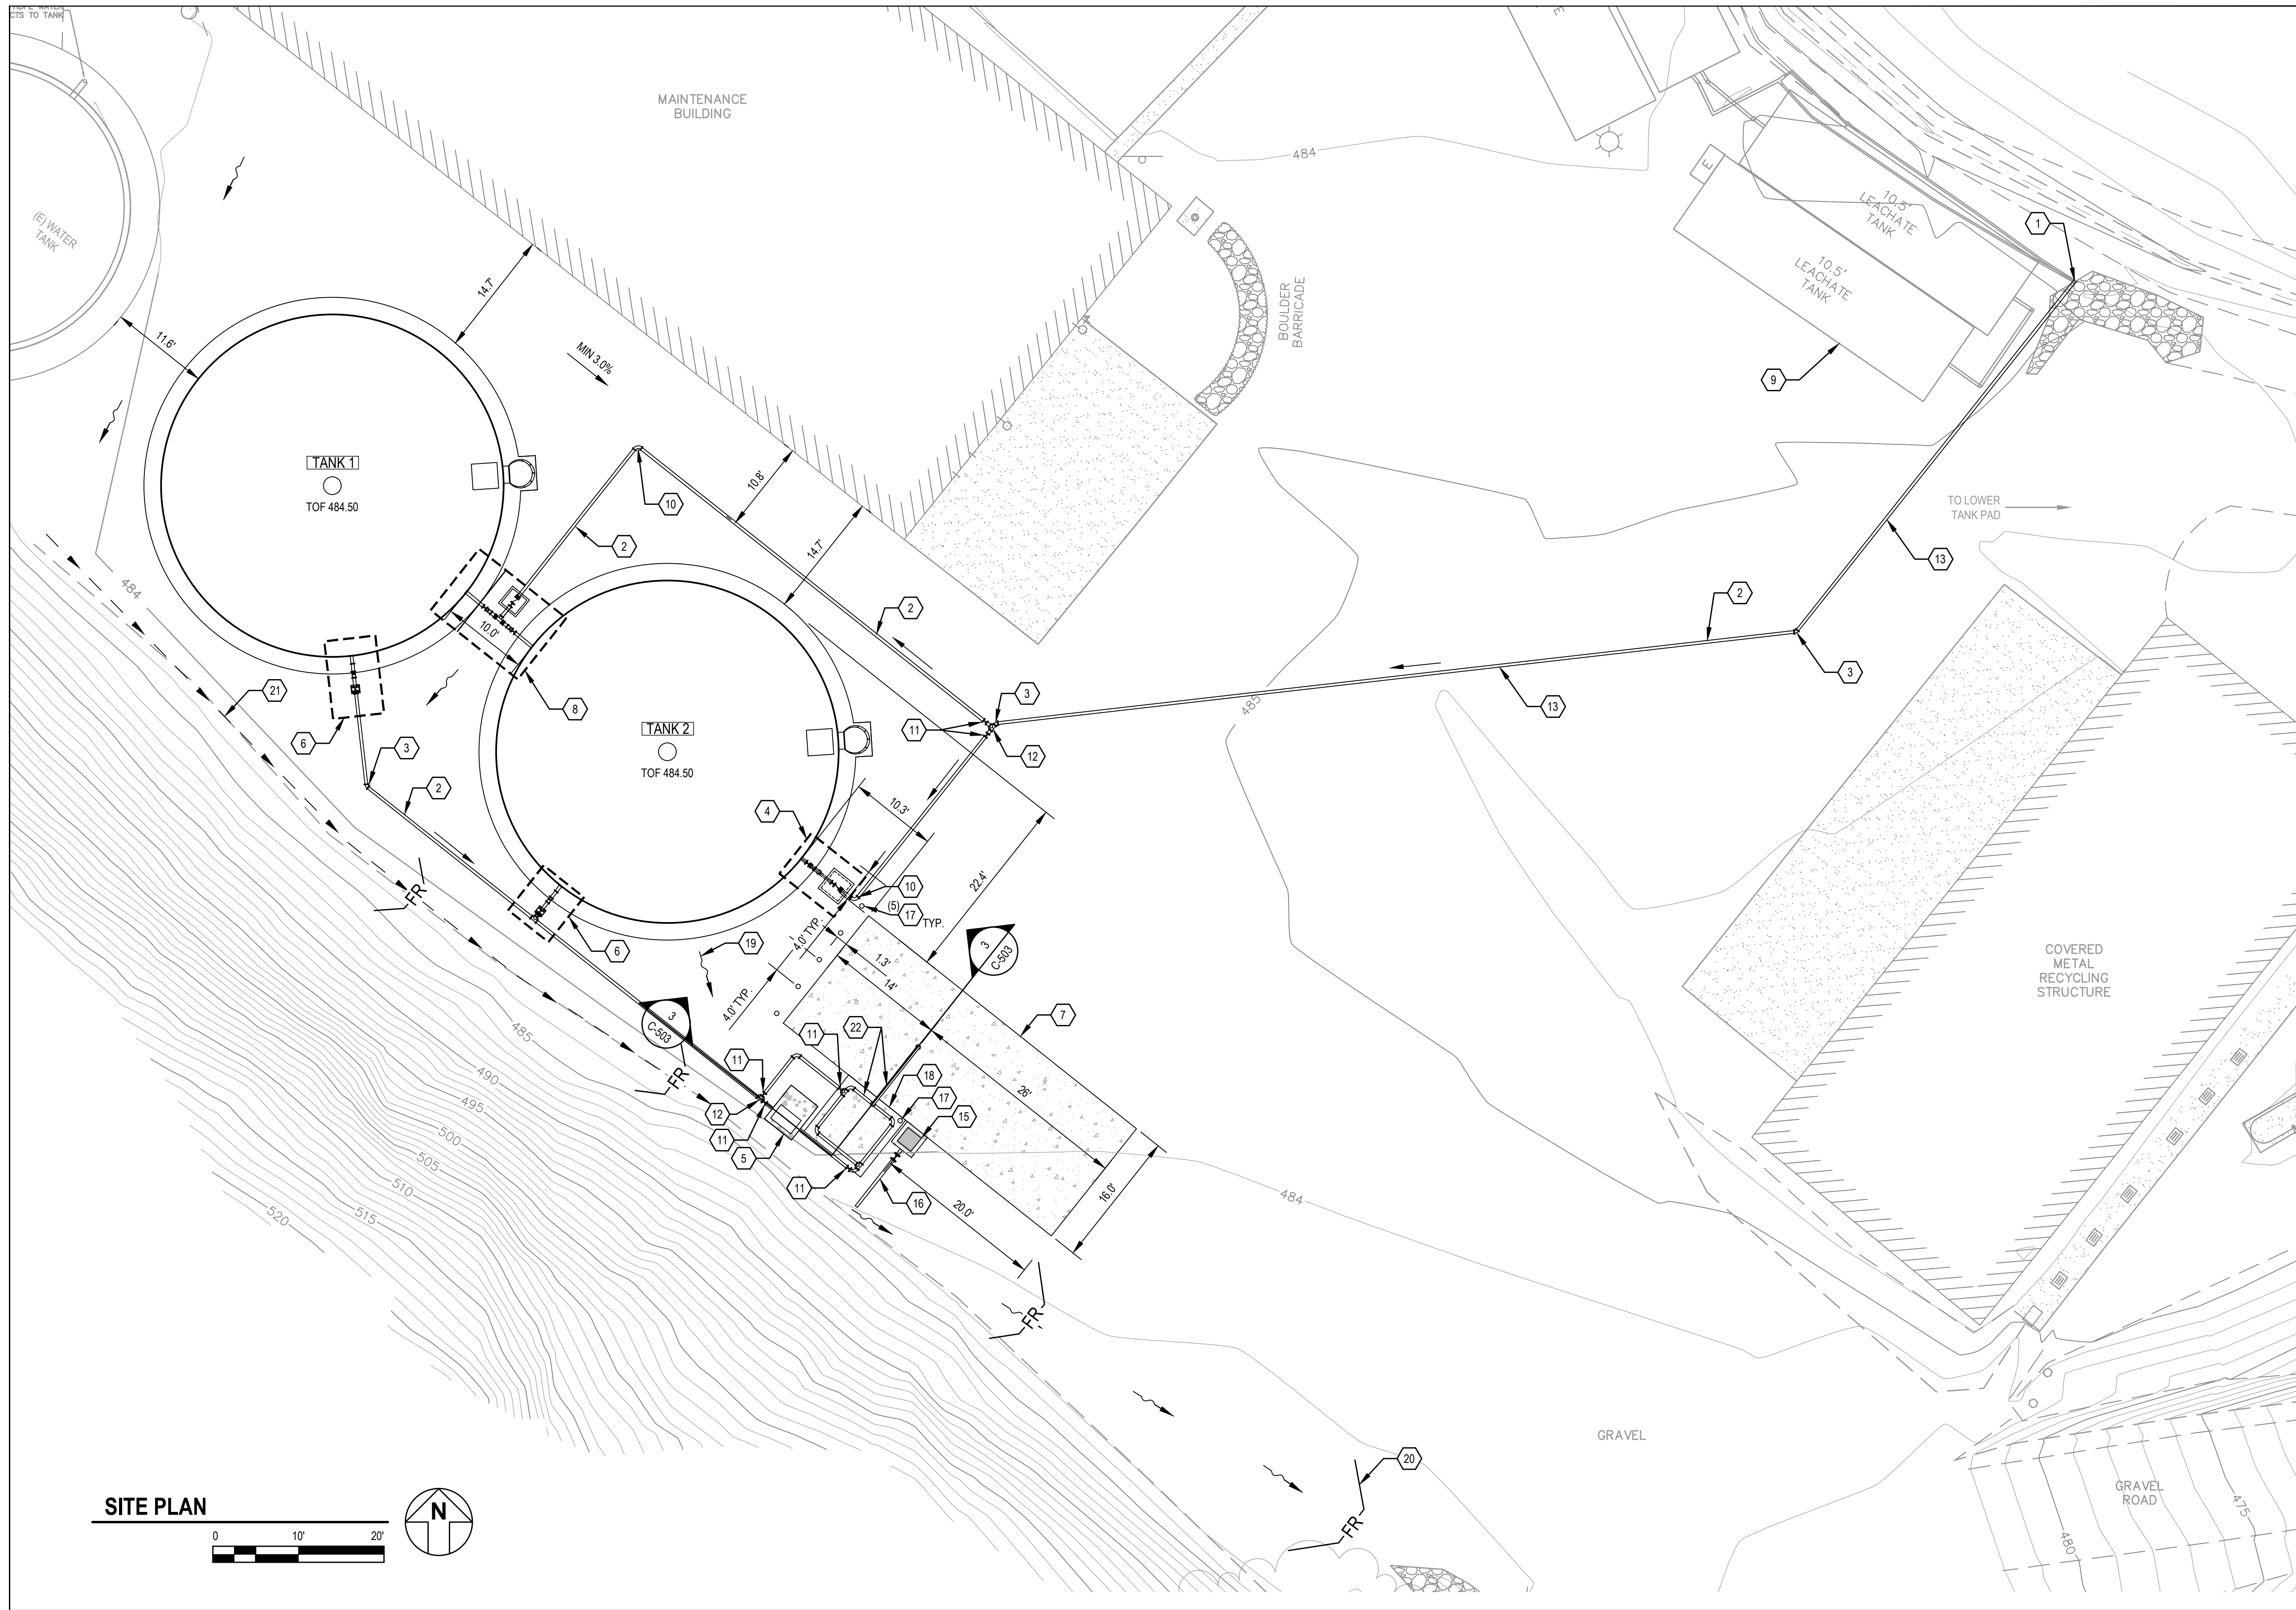 CTS TO TANK
(E) WATER
TANK
MAINTENANCE
BUILDING
484
E
E
10.5'
LEACHATE
TANK
10.5'
LEACHATE
TANK
1
9
BOULDER
BARRICADE
14.7'
11.6'
MIN 3.0%
TANK 1
TOF 484.50
10
2
10.8'
14.7'
TO LOWER
TANK PAD
13
2
3
13
484
10.0'
8
21
6
3
2
TANK 2
TOF 484.50
2
3
11
12
485
4
10.3'
10
(5)
17
TYP.
22.4'
FR
6
19
4.0' TYP.
4.0' TYP.
1.3'
14'
3
C-503
3
C-503
7
11
22
11
18
17
15
26'
12
11
5
11
16
20.0'
16.0'
FR
485
490
495
500
505
510
515
520
484
FR
COVERED
METAL
RECYCLING
STRUCTURE
GRAVEL
20
FR
GRAVEL
ROAD
480
475
SITE PLAN
0 10' 20'
N